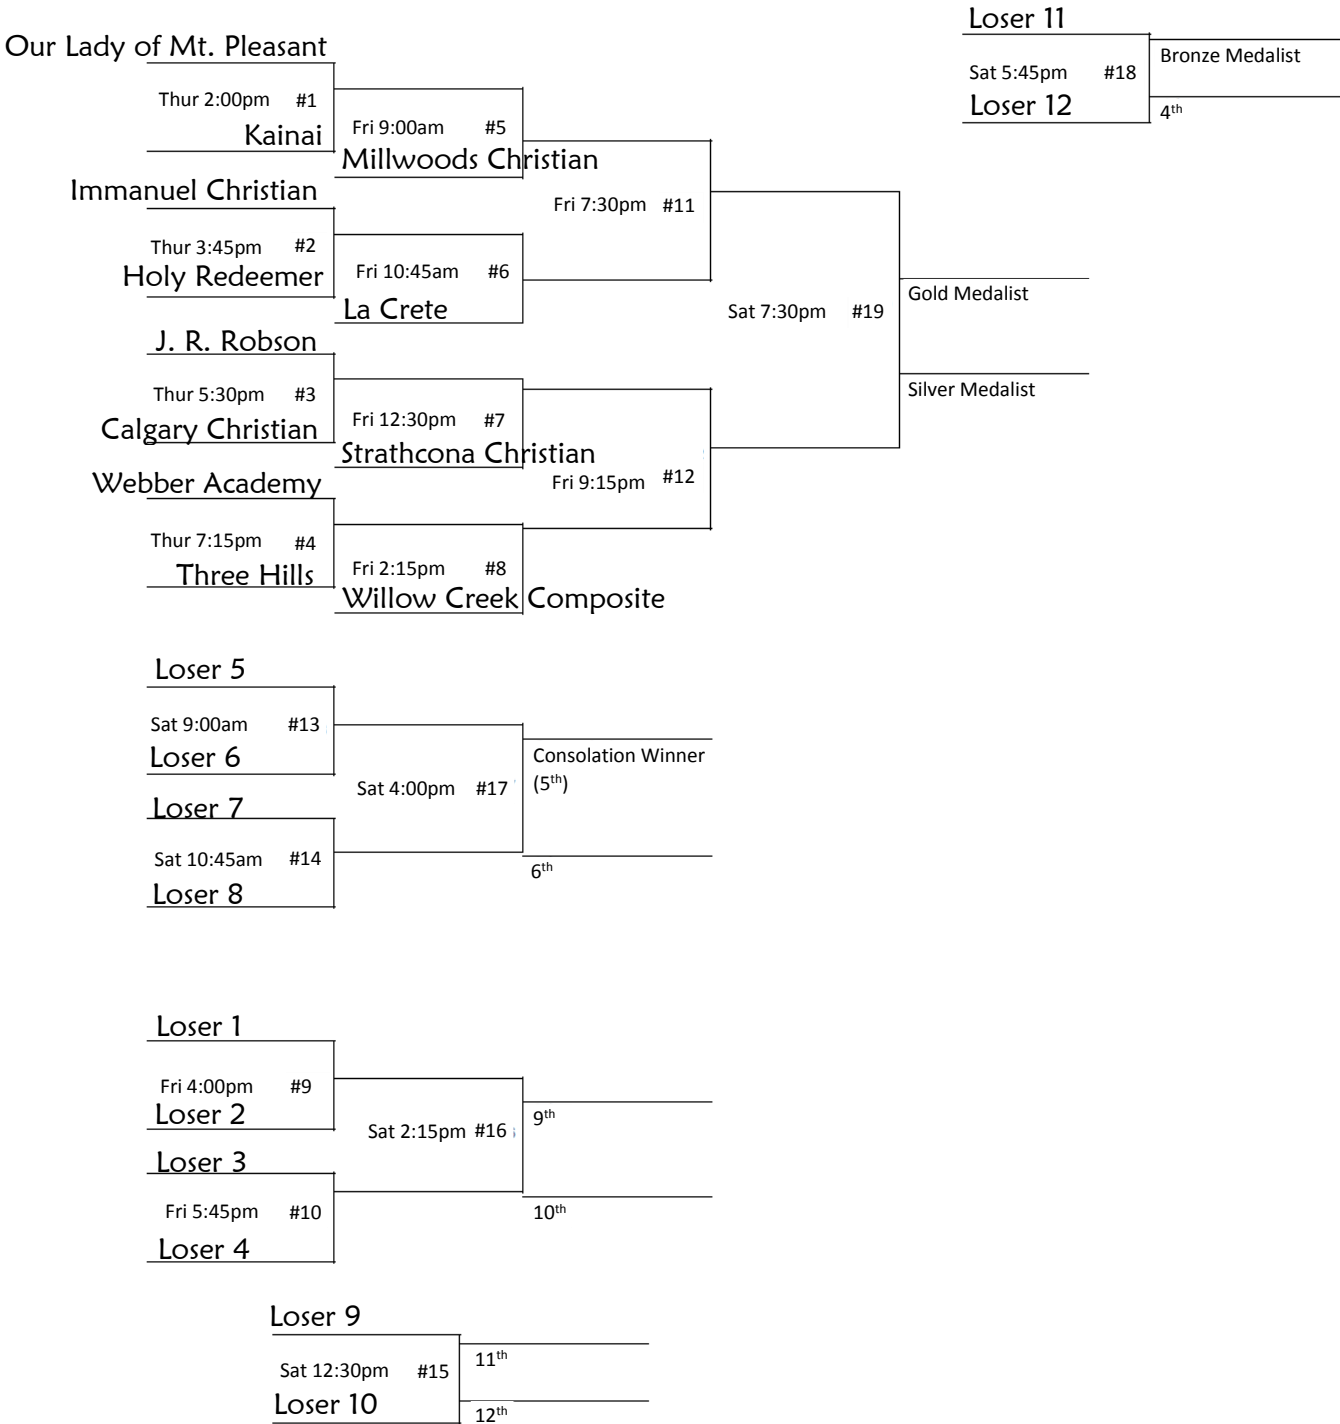 Loser 11
Our Lady of Mt. Pleasant
Bronze Medalist
Sat 5:45pm #18
Thur 2:00pm #1
Loser 12
4th
Kainai
Fri 9:00am #5
Millwoods Christian
Immanuel Christian
Fri 7:30pm #11
Thur 3:45pm #2
Holy Redeemer
Fri 10:45am #6
La Crete
Gold Medalist
Sat 7:30pm #19
J. R. Robson
Silver Medalist
Thur 5:30pm #3
Calgary Christian
Fri 12:30pm #7
Strathcona Christian
Webber Academy
Fri 9:15pm #12
Thur 7:15pm #4
Three Hills
Fri 2:15pm #8
Willow Creek Composite
Loser 5
Sat 9:00am #13
Loser 6
Consolation Winner
(5th)
Sat 4:00pm #17
Loser 7
Sat 10:45am #14
6th
Loser 8
Loser 1
Fri 4:00pm #9
Loser 2
9th
Sat 2:15pm #16
Loser 3
Fri 5:45pm #10
10th
Loser 4
Loser 9
11th
Sat 12:30pm #15
Loser 10
12th